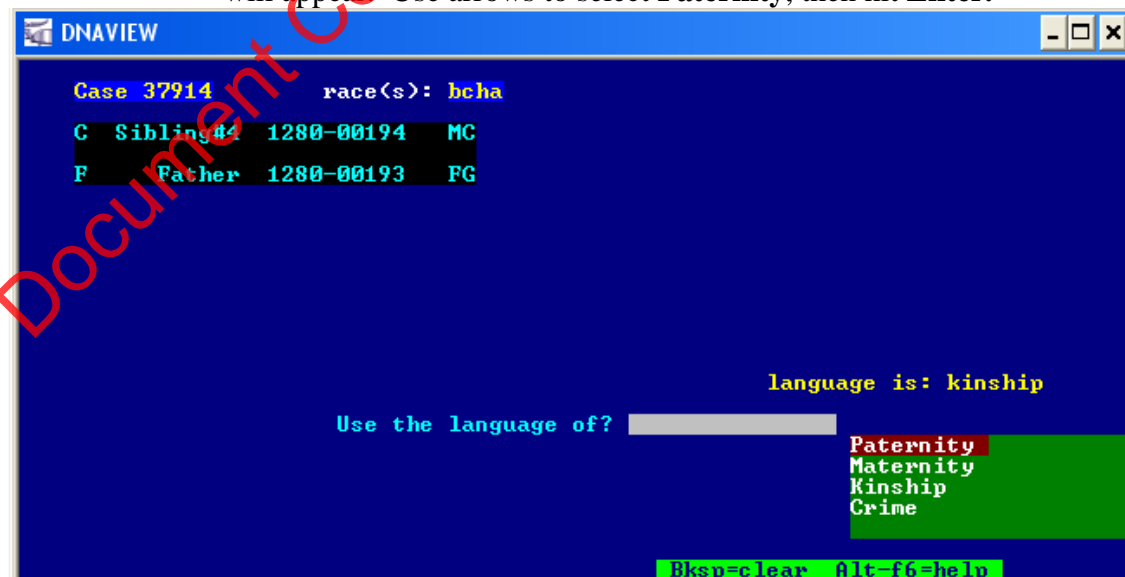 will appear. Use arrows to select Paternity, then hit Enter.
DNAVIEW
Case 37914 race(s): bcha
C Sibling#4 1280-00194 MC
F Father 1280-00193 FG
language is: kinship
Use the language of?
Paternity
Maternity
Kinship
Crime
Bksp=clear Alt-f6=help
Document Co